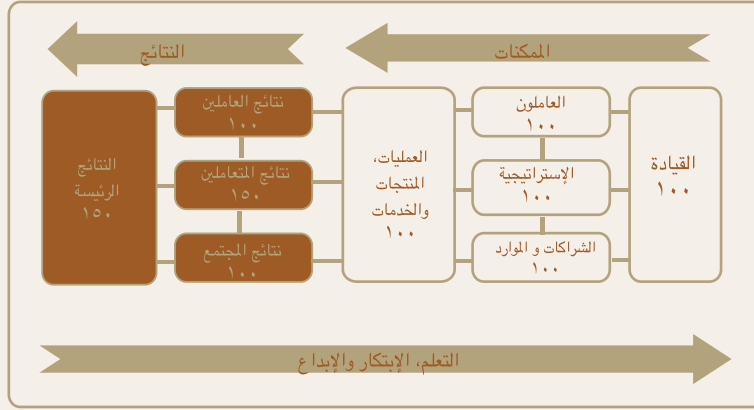 الممكنات
النتائج
القيادة
١٠٠
العاملون
١٠٠
الإستراتيجية
١٠٠
الشراكات و الموارد
١٠٠
العمليات،
المنتجات
والخدمات
١٠٠
نتائج العاملين
١٠٠
نتائج المتعاملين
١٥٠
نتائج المجتمع
١٠٠
النتائج
الرئيسة
١٥٠
التعلم، الإبتكار والإبداع